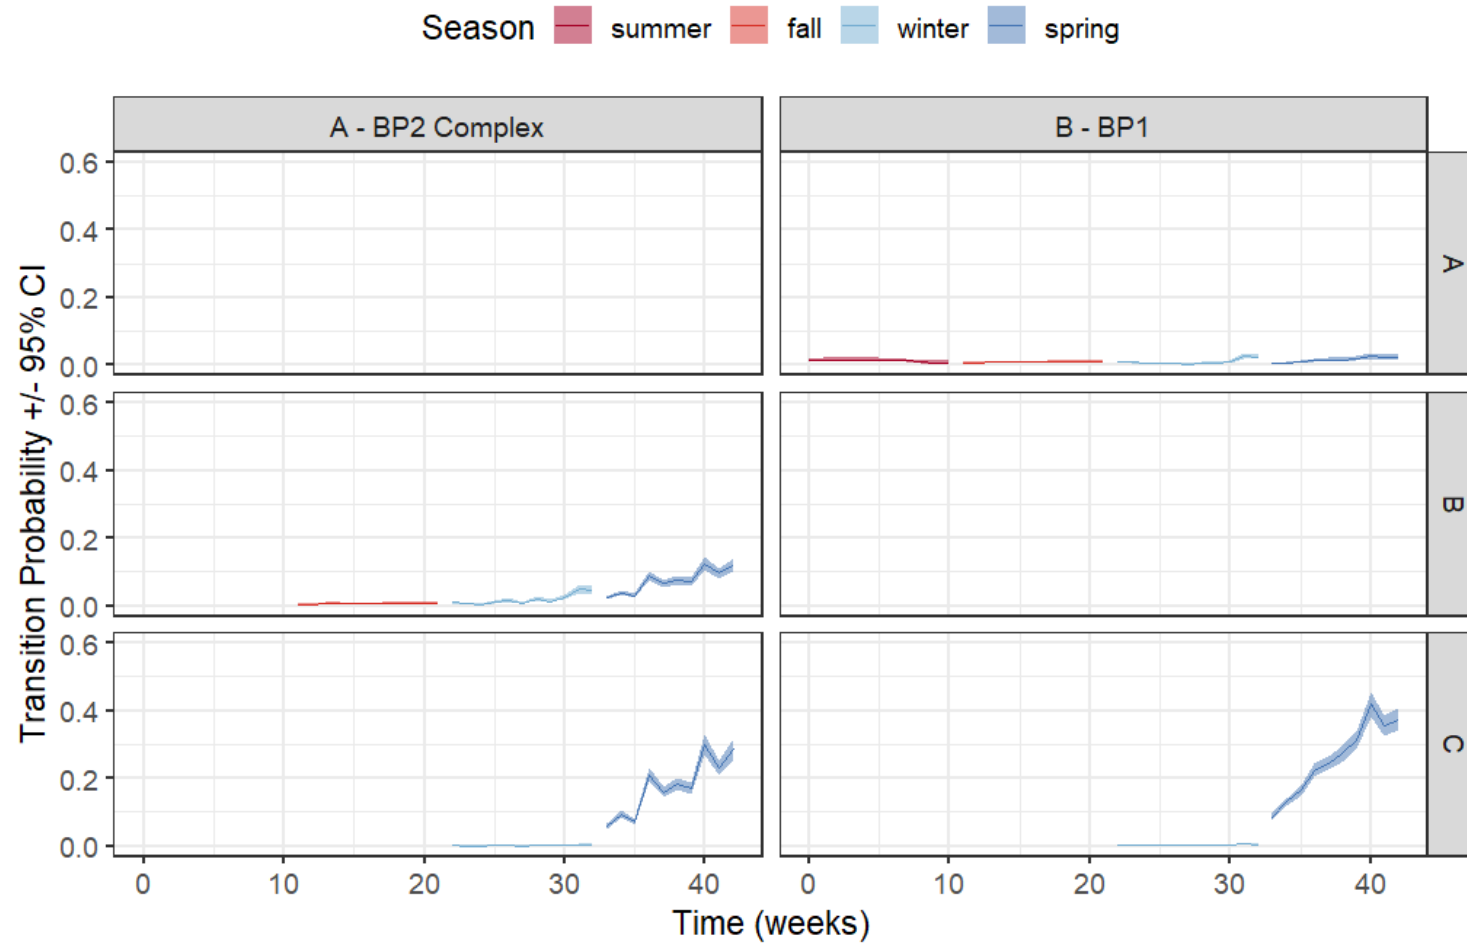 Season summer fall winter spring
A - BP2 Complex B - BP1
Transition Probability +/- 95% CI
0.6
0.4
0.2
0.0
A
0.6
0.4
0.2
0.0
B
0.6
0.4
0.2
0.0
C
0 10 20 30 40 0 10 20 30 40
Time (weeks)